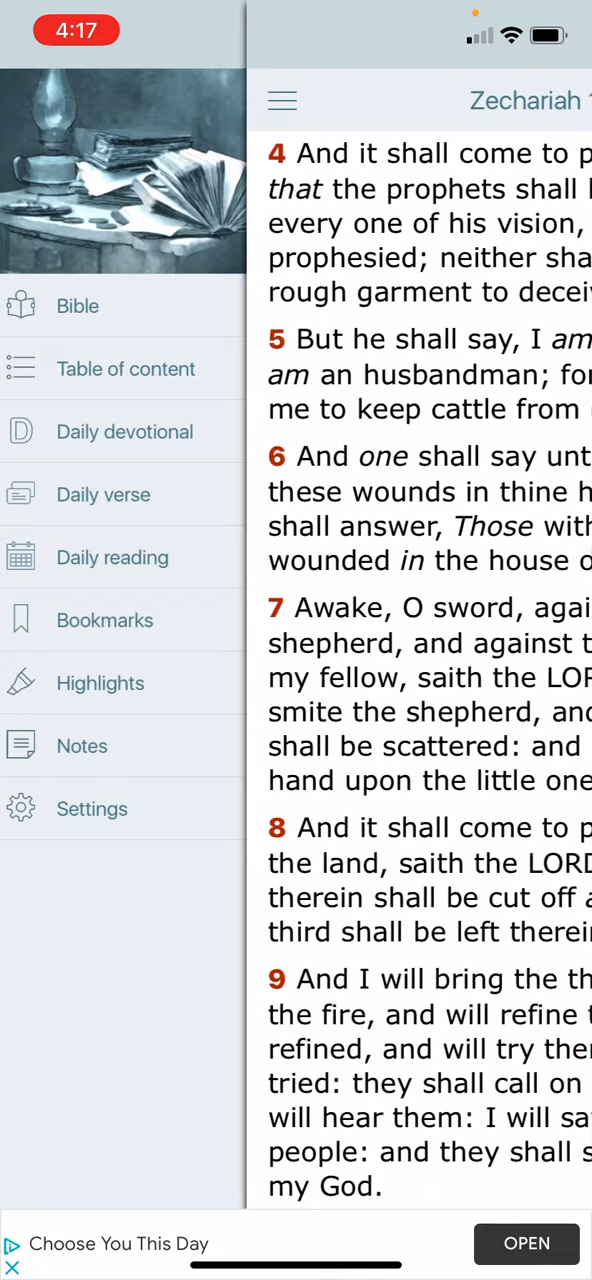 4:17
Zechariah
Bible
Table of content
Daily devotional
Daily verse
Daily reading
Bookmarks
Highlights
Notes
Settings
4 And it shall come to p
that the prophets shall
every one of his vision,
prophesied; neither sha
rough garment to decei
5 But he shall say, I am
am an husbandman; for
me to keep cattle from
6 And one shall say unt
these wounds in thine h
shall answer, Those with
wounded in the house o
7 Awake, O sword, agai
shepherd, and against t
my fellow, saith the LOR
smite the shepherd, and
shall be scattered: and
hand upon the little one
8 And it shall come to p
the land, saith the LORD
therein shall be cut off a
third shall be left therein
9 And I will bring the th
the fire, and will refine t
refined, and will try the
tried: they shall call on
will hear them: I will sa
people: and they shall s
my God.
Choose You This Day
OPEN